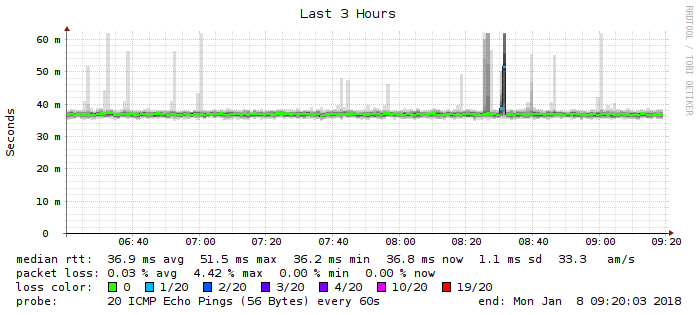 Last 3 Hours
RRDTOOL / TOBI OETIKER
Seconds
60 m
50 m
40 m
30 m
20 m
10 m
0
06:40 07:00 07:20 07:40 08:00 08:20 08:40 09:00 09:20
median rtt: 36.9 ms avg 51.5 ms max 36.2 ms min 36.8 ms now 1.1 ms sd 33.3 am/s
packet loss: 0.03 % avg 4.42 % max 0.00 % min 0.00 % now
loss color: 0 1/20 2/20 3/20 4/20 10/20 19/20
probe: 20 ICMP Echo Pings (56 Bytes) every 60s end: Mon Jan 8 09:20:03 2018